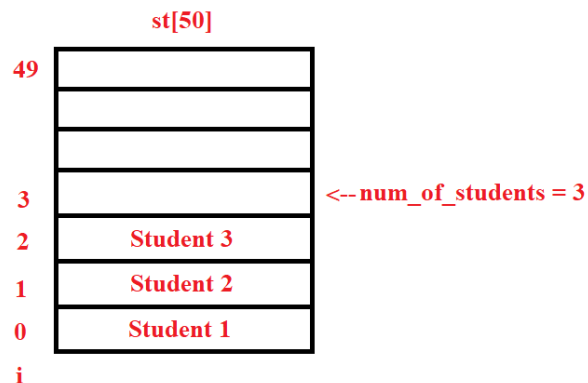 st[50]
49
3 <--num_of_students = 3
2 Student 3
1 Student 2
0 Student 1
i